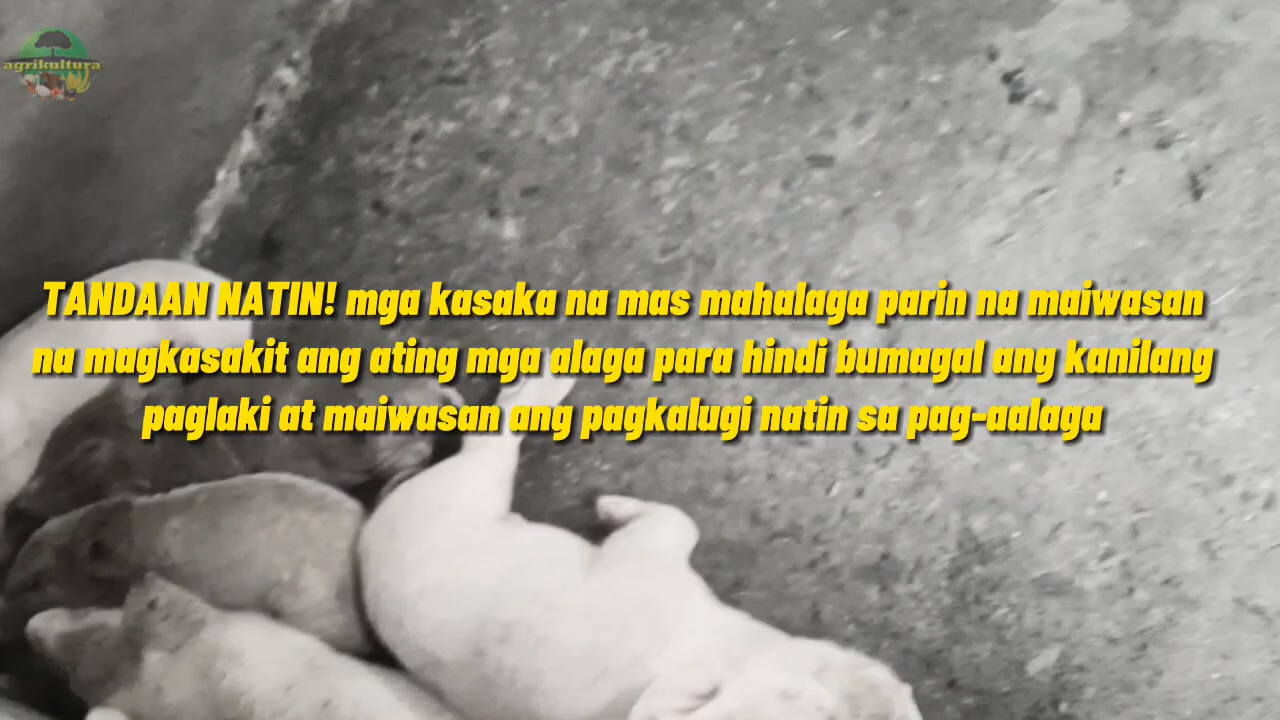 agrikultura
TANDAAN NATIN! mga kasaka na mas mahalaga parin na maiwasan
na magkasakit ang ating mga alaga para hindi bumagal ang kanilang
paglaki at maiwasan ang pagkalugi natin sa pag-aalaga